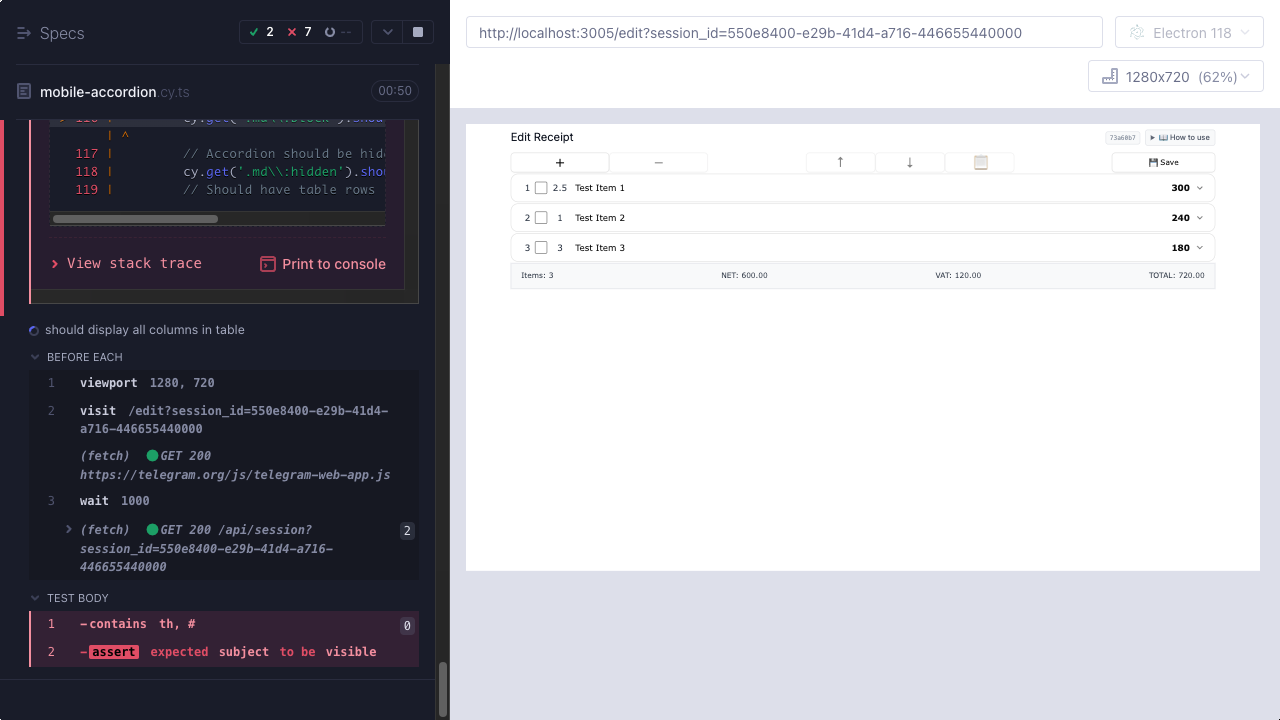 Specs
2
7
--
mobile-accordion.cy.ts
00:50
> 116 | cy.get('.md\\:block').shou
| ^
117 | // Accordion should be hid
118 | cy.get('.md\\:hidden').shou
119 | // Should have table rows
> View stack trace
Print to console
should display all columns in table
BEFORE EACH
1 viewport 1280, 720
2 visit /edit?session_id=550e8400-e29b-41d4-
a716-446655440000
(fetch) GET 200
https://telegram.org/js/telegram-web-app.js
3 wait 1000
(fetch) GET 200 /api/session?
session_id=550e8400-e29b-41d4-a716-
446655440000
2
TEST BODY
1 -contains th, # 0
2 -assert expected subject to be visible
http://localhost:3005/edit?session_id=550e8400-e29b-41d4-a716-446655440000
Electron 118
1280x720 (62%)
Edit Receipt
73a60b7
▶ 📖 How to use
+ − ↑ ↓ 📋 💾 Save
1 2.5 Test Item 1 300
2 1 Test Item 2 240
3 3 Test Item 3 180
Items: 3 NET: 600.00 VAT: 120.00 TOTAL: 720.00